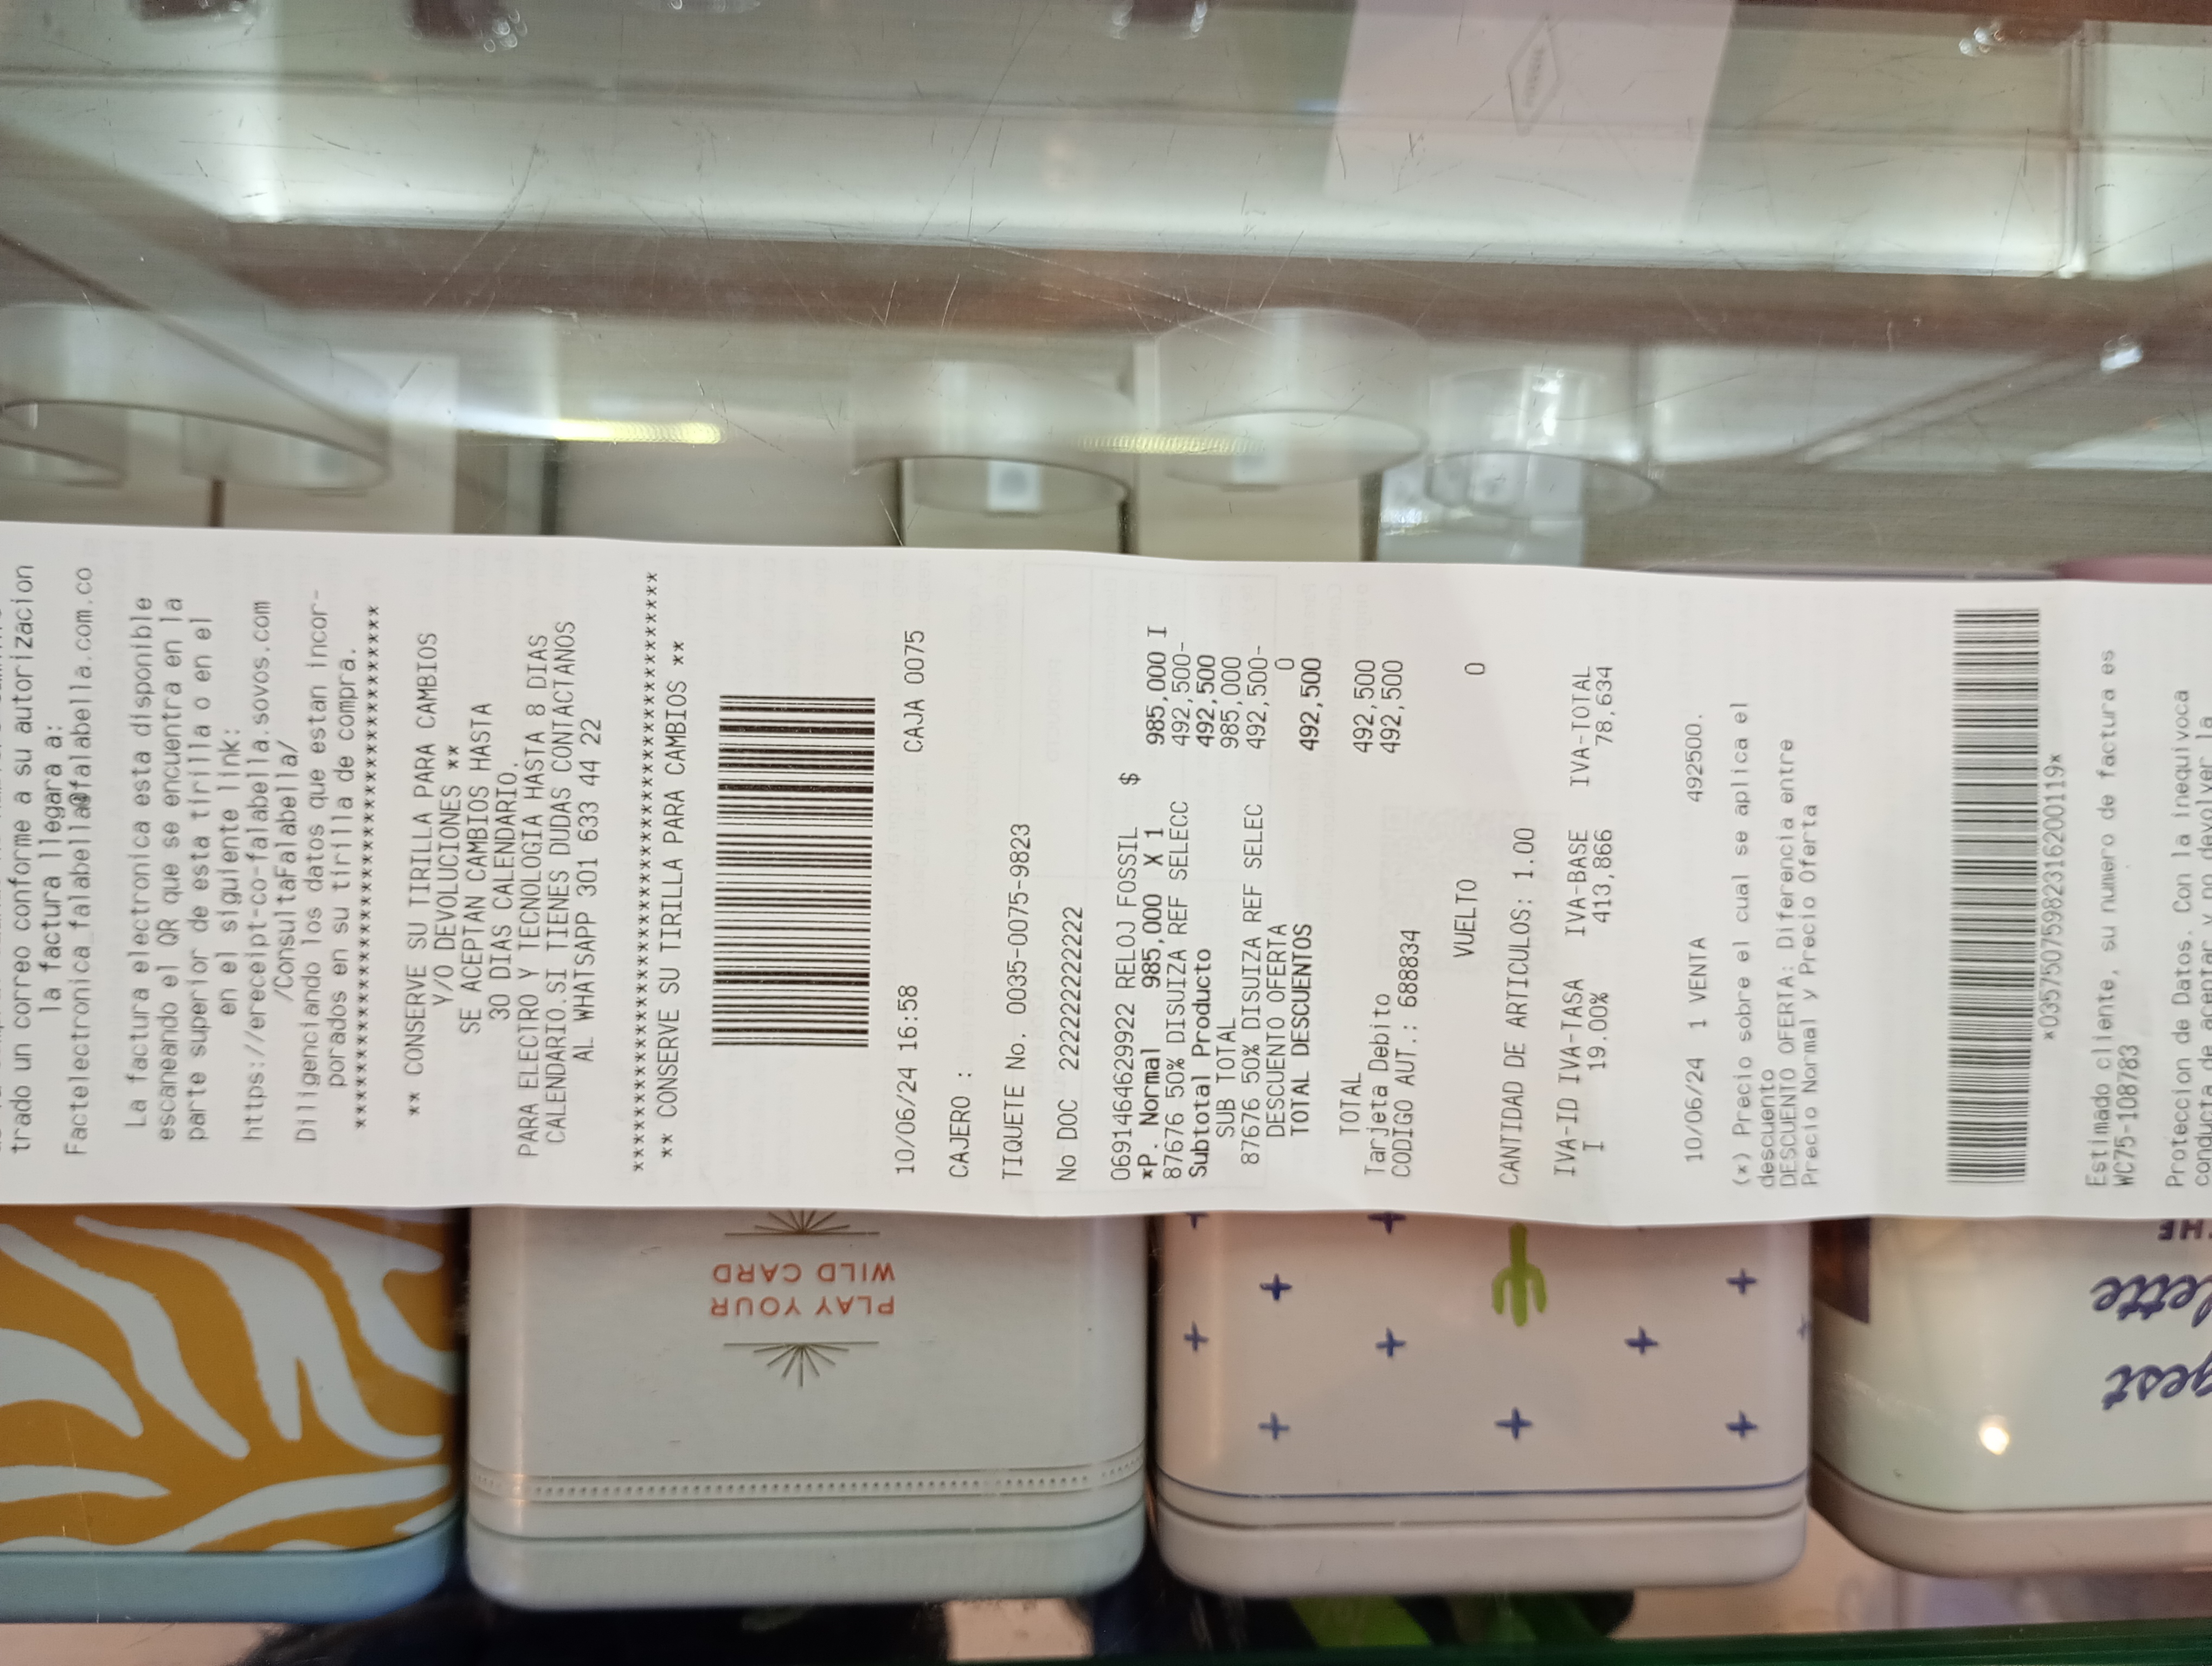 trado un correo conforme a su autorizacion
la factura llegara a:
Factelectronica_falabella@falabella.com.co
La factura electronica esta disponible
escaneando el QR que se encuentra en la
parte superior de esta tirilla o en el
en el siguiente link:
https://ereceipt-co-falabella.sovos.com
/ConsultaFalabella/
Diligenciando los datos que estan incor-
porados en su tirilla de compra.
****************************************
** CONSERVE SU TIRILLA PARA CAMBIOS
Y/O DEVOLUCIONES **
SE ACEPTAN CAMBIOS HASTA
30 DIAS CALENDARIO.
PARA ELECTRO Y TECNOLOGIA HASTA 8 DIAS
CALENDARIO.SI TIENES DUDAS CONTACTANOS
AL WHATSAPP 301 633 44 22
******************************************
** CONSERVE SU TIRILLA PARA CAMBIOS **
10/06/24 16:58 CAJA 0075
CAJERO :
TIQUETE No. 0035-0075-9823
No DOC 222222222222
0691464629922 RELOJ FOSSIL $
*P. Normal 985,000 X 1 985,000 I
87676 50% DISUIZA REF SELECC 492,500-
Subtotal Producto 492,500
SUB TOTAL 985,000
87676 50% DISUIZA REF SELEC 492,500-
DESCUENTO OFERTA 0
TOTAL DESCUENTOS 492,500
TOTAL 492,500
Tarjeta Debito 492,500
CODIGO AUT.: 688834
VUELTO 0
CANTIDAD DE ARTICULOS: 1.00
IVA-ID IVA-TASA IVA-BASE IVA-TOTAL
I 19.00% 413,866 78,634
10/06/24 1 VENTA 492500.
(*) Precio sobre el cual se aplica el
descuento
DESCUENTO OFERTA: Diferencia entre
Precio Normal y Precio Oferta
*03575075982316200119*
Estimado cliente, su numero de factura es
WC75-108783
Proteccion de Datos. Con la inequivoca
conducta de aceptar y no devolver la
PLAY YOUR
WILD CARD